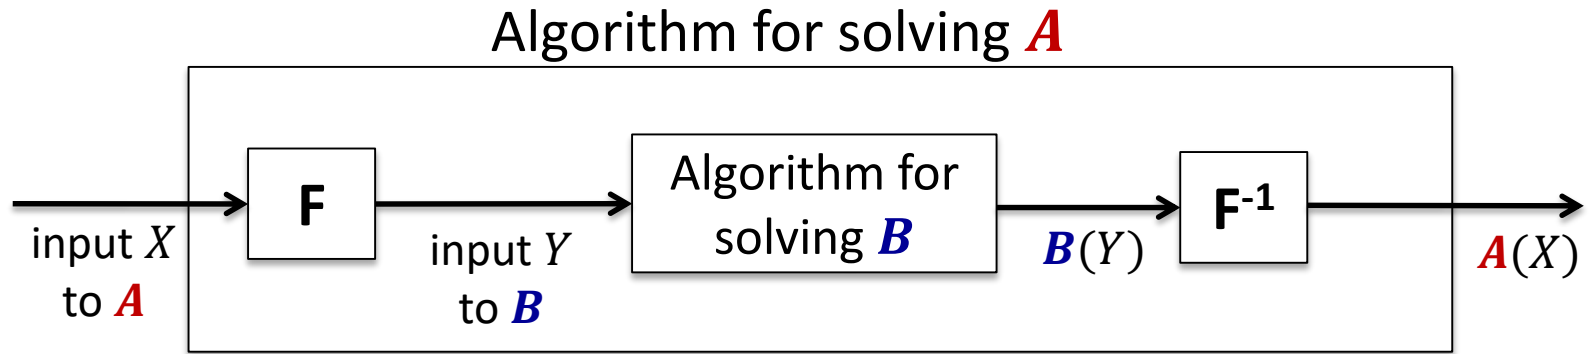 Algorithm for solving A
F
Algorithm for
solving B
F-1
input X
to A
input Y
to B
B(Y)
A(X)